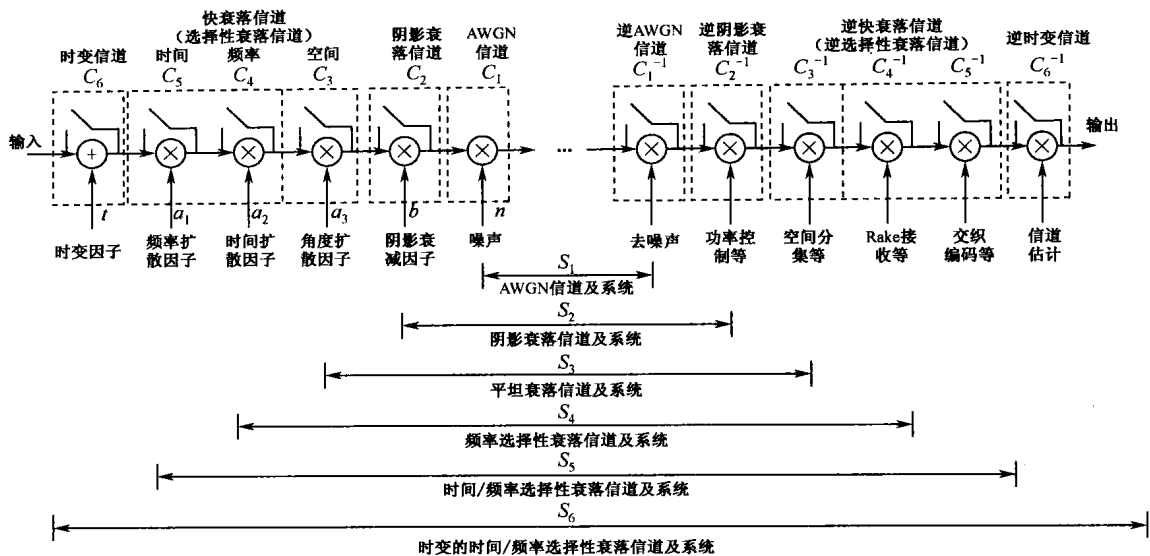 快衰落信道
（选择性衰落信道）
时变信道 时间 频率 空间 阴影衰落信道 AWGN信道
C₆ C₅ C₄ C₃ C₂ C₁
逆AWGN信道 逆阴影衰落信道 逆快衰落信道
（逆选择性衰落信道） 逆时变信道
C₁⁻¹ C₂⁻¹ C₃⁻¹ C₄⁻¹ C₅⁻¹ C₆⁻¹
输入 + × × × × × ... × × × × × × 输出
t a₁ a₂ a₃ b n
时变因子 频率扩散因子 时间扩散因子 角度扩散因子 阴影衰减因子 噪声
去噪声 功率控制等 空间分集等 Rake接收等 交织编码等 信道估计
S₁
AWGN信道及系统
S₂
阴影衰落信道及系统
S₃
平坦衰落信道及系统
S₄
频率选择性衰落信道及系统
S₅
时间/频率选择性衰落信道及系统
S₆
时变的时间/频率选择性衰落信道及系统